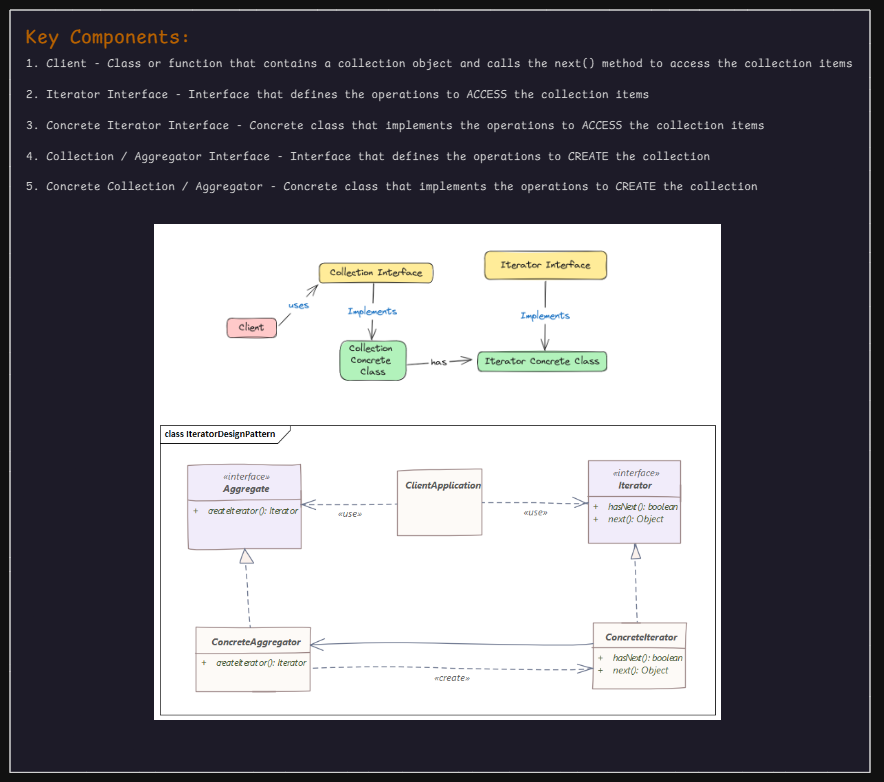 Key Components:
1. Client - Class or function that contains a collection object and calls the next() method to access the collection items
2. Iterator Interface - Interface that defines the operations to ACCESS the collection items
3. Concrete Iterator Interface - Concrete class that implements the operations to ACCESS the collection items
4. Collection / Aggregator Interface - Interface that defines the operations to CREATE the collection
5. Concrete Collection / Aggregator - Concrete class that implements the operations to CREATE the collection
Collection Interface
Iterator Interface
uses
Implements
Implements
Client
Collection
Concrete
Class
has
Iterator Concrete Class
class IteratorDesignPattern
«interface»
Aggregate
+ createIterator(): Iterator
ClientApplication
«interface»
Iterator
+ hasNext(): boolean
+ next(): Object
«use»
«use»
ConcreteAggregator
+ createIterator(): Iterator
ConcreteIterator
+ hasNext(): boolean
+ next(): Object
«create»